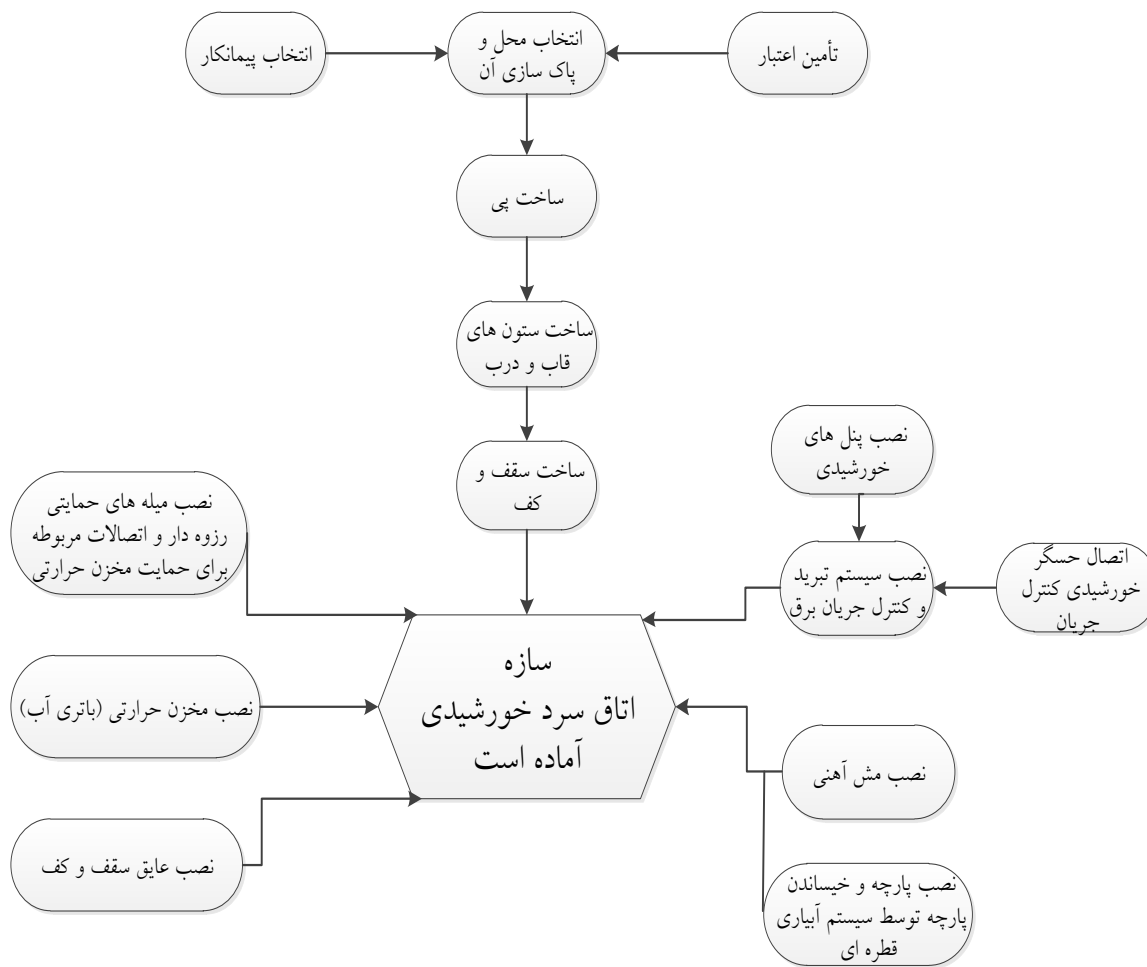 تأمین اعتبار
انتخاب محل و
پاک سازی آن
انتخاب پیمانکار
ساخت پی
ساخت ستون های
قاب و درب
ساخت سقف و
کف
نصب پنل های
خورشیدی
اتصال حسگر
خورشیدی کنترل
جریان
نصب سیستم تبرید
و کنترل جریان برق
نصب میله های حمایتی
رزوه دار و اتصالات مربوطه
برای حمایت مخزن حرارتی
سازه
اتاق سرد خورشیدی
آماده است
نصب مخزن حرارتی (باتری آب)
نصب مش آهنی
نصب عایق سقف و کف
نصب پارچه و خیساندن
پارچه توسط سیستم آبیاری
قطره ای